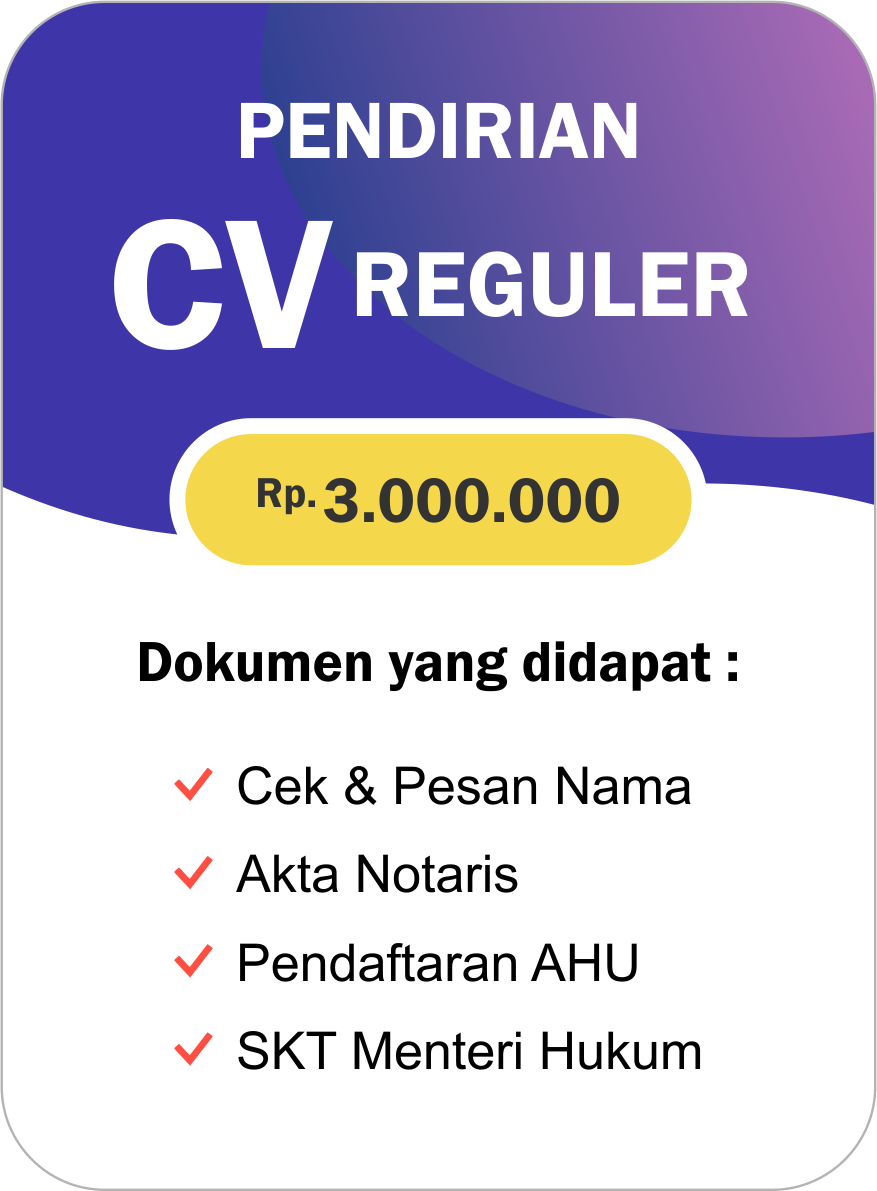 PENDIRIAN
CV REGULER
Rp. 3.000.000
Dokumen yang didapat :
Cek & Pesan Nama
Akta Notaris
Pendaftaran AHU
SKT Menteri Hukum